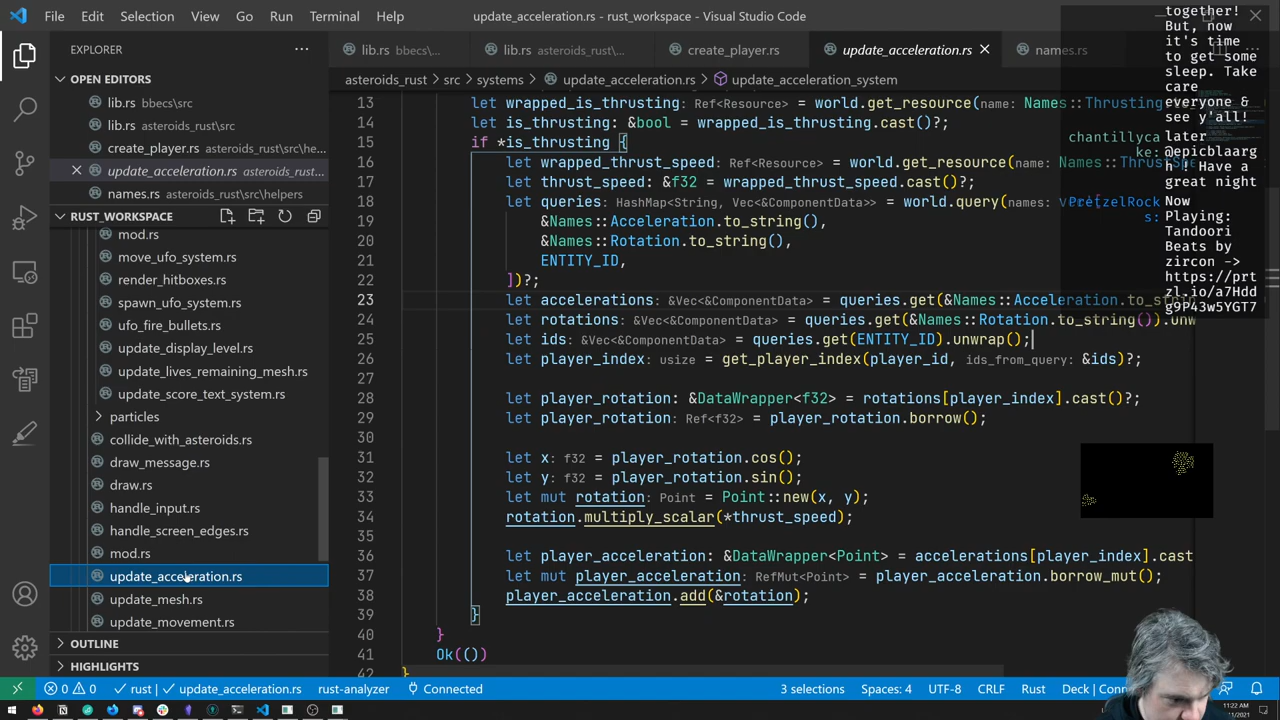 File Edit Selection View Go Run Terminal Help
update_acceleration.rs - rust_workspace - Visual Studio Code
EXPLORER
OPEN EDITORS
lib.rs bbecs\src
lib.rs asteroids_rust\src
create_player.rs asteroids_rust\src\he...
update_acceleration.rs asteroids_rust...
names.rs asteroids_rust\src\helpers
RUST_WORKSPACE
mod.rs
move_ufo_system.rs
render_hitboxes.rs
spawn_ufo_system.rs
ufo_fire_bullets.rs
update_display_level.rs
update_lives_remaining_mesh.rs
update_score_text_system.rs
particles
collide_with_asteroids.rs
draw_message.rs
draw.rs
handle_input.rs
handle_screen_edges.rs
mod.rs
update_acceleration.rs
update_mesh.rs
update_movement.rs
OUTLINE
HIGHLIGHTS
lib.rs bbecs\...
lib.rs asteroids_rust\...
create_player.rs
update_acceleration.rs
names.rs
asteroids_rust > src > systems > update_acceleration.rs > update_acceleration_system
13 let wrapped_is_thrusting: Ref<Resource> = world.get_resource(name: Names::Thrusting
14 let is_thrusting: &bool = wrapped_is_thrusting.cast()?;
15 if *is_thrusting {
16 let wrapped_thrust_speed: Ref<Resource> = world.get_resource(name: Names::ThrustSpe
17 let thrust_speed: &f32 = wrapped_thrust_speed.cast()?;
18 let queries: HashMap<String, Vec<&ComponentData>> = world.query(names:
19 &Names::Acceleration.to_string(),
20 &Names::Rotation.to_string(),
21 ENTITY_ID,
22 ])?;
23 let accelerations: &Vec<&ComponentData> = queries.get(&Names::Acceleration.to_stri
24 let rotations: &Vec<&ComponentData> = queries.get(&Names::Rotation.to_string()).unw
25 let ids: &Vec<&ComponentData> = queries.get(ENTITY_ID).unwrap();
26 let player_index: usize = get_player_index(player_id, ids_from_query: &ids)?;
27
28 let player_rotation: &DataWrapper<f32> = rotations[player_index].cast()?;
29 let player_rotation: Ref<f32> = player_rotation.borrow();
30
31 let x: f32 = player_rotation.cos();
32 let y: f32 = player_rotation.sin();
33 let mut rotation: Point = Point::new(x, y);
34 rotation.multiply_scalar(*thrust_speed);
35
36 let player_acceleration: &DataWrapper<Point> = accelerations[player_index].cast
37 let mut player_acceleration: RefMut<Point> = player_acceleration.borrow_mut();
38 player_acceleration.add(&rotation);
39 }
40 }
41 Ok(())
42 }
together!
But, now
it's time
to get some
sleep. Take
care
everyone &
see y'all!
chantillycake: later
@epicblaargh ! Have a
great night
PretzelRocks: Now
Playing:
Tandoori
Beats by
zircon ->
https://prt
zl.io/a7Hdd
g9P43w5YGT7
0 0 rust update_acceleration.rs rust-analyzer Connected 3 selections Spaces: 4 UTF-8 CRLF Rust Deck | Conn
11:22 AM